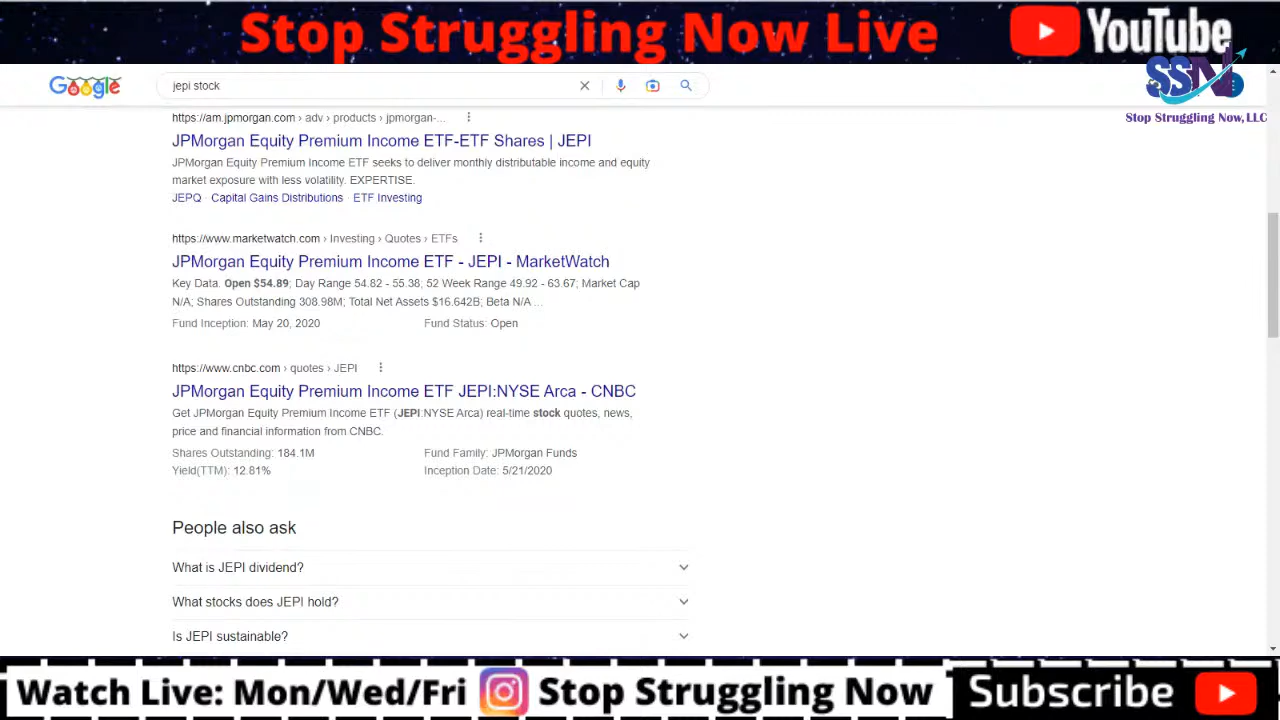 Stop Struggling Now Live
YouTube
Google
jepi stock
SSN
Stop Struggling Now, LLC
https://am.jpmorgan.com › adv › products › jpmorgan-...
JPMorgan Equity Premium Income ETF-ETF Shares | JEPI
JPMorgan Equity Premium Income ETF seeks to deliver monthly distributable income and equity
market exposure with less volatility. EXPERTISE.
JEPQ · Capital Gains Distributions · ETF Investing
https://www.marketwatch.com › Investing › Quotes › ETFs
JPMorgan Equity Premium Income ETF - JEPI - MarketWatch
Key Data. Open $54.89; Day Range 54.82 - 55.38; 52 Week Range 49.92 - 63.67; Market Cap
N/A; Shares Outstanding 308.98M; Total Net Assets $16.642B; Beta N/A ...
Fund Inception: May 20, 2020 Fund Status: Open
https://www.cnbc.com › quotes › JEPI
JPMorgan Equity Premium Income ETF JEPI:NYSE Arca - CNBC
Get JPMorgan Equity Premium Income ETF (JEPI:NYSE Arca) real-time stock quotes, news,
price and financial information from CNBC.
Shares Outstanding: 184.1M Fund Family: JPMorgan Funds
Yield(TTM): 12.81% Inception Date: 5/21/2020
People also ask
What is JEPI dividend?
What stocks does JEPI hold?
Is JEPI sustainable?
Watch Live: Mon/Wed/Fri Stop Struggling Now Subscribe